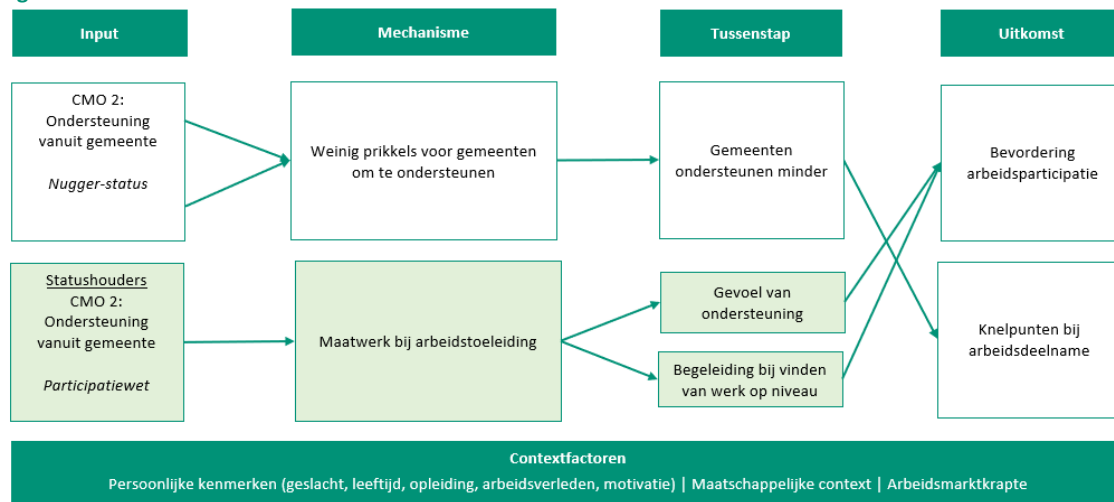 Input
Mechanisme
Tussenstap
Uitkomst
CMO 2:
Ondersteuning
vanuit gemeente
Nugger-status
Weinig prikkels voor gemeenten
om te ondersteunen
Gemeenten
ondersteunen minder
Bevordering
arbeidsparticipatie
Statushouders
CMO 2:
Ondersteuning
vanuit gemeente
Participatiewet
Maatwerk bij arbeidstoeleiding
Gevoel van
ondersteuning
Begeleiding bij vinden
van werk op niveau
Knelpunten bij
arbeidsdeelname
Contextfactoren
Persoonlijke kenmerken (geslacht, leeftijd, opleiding, arbeidsverleden, motivatie) | Maatschappelijke context | Arbeidsmarktkrapte